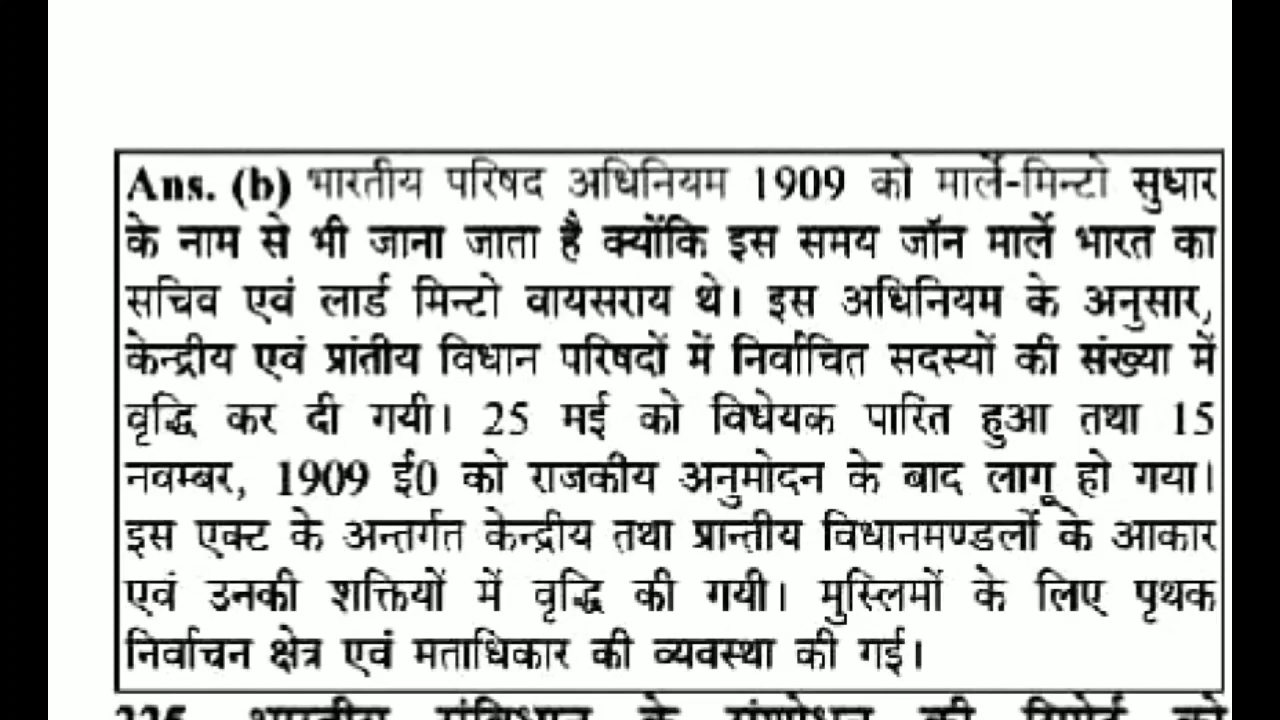 Ans. (b) भारतीय परिषद अधिनियम 1909 को मार्ले-मिन्टो सुधार
के नाम से भी जाना जाता है क्योंकि इस समय जॉन मार्ले भारत का
सचिव एवं लार्ड मिन्टो वायसराय थे। इस अधिनियम के अनुसार,
केन्द्रीय एवं प्रांतीय विधान परिषदों में निर्वाचित सदस्यों की संख्या में
वृद्धि कर दी गयी। 25 मई को विधेयक पारित हुआ तथा 15
नवम्बर, 1909 ई0 को राजकीय अनुमोदन के बाद लागू हो गया।
इस एक्ट के अन्तर्गत केन्द्रीय तथा प्रान्तीय विधानमण्डलों के आकार
एवं उनकी शक्तियों में वृद्धि की गयी। मुस्लिमों के लिए पृथक
निर्वाचन क्षेत्र एवं मताधिकार की व्यवस्था की गई।
भारतीय संविधान के संशोधन की